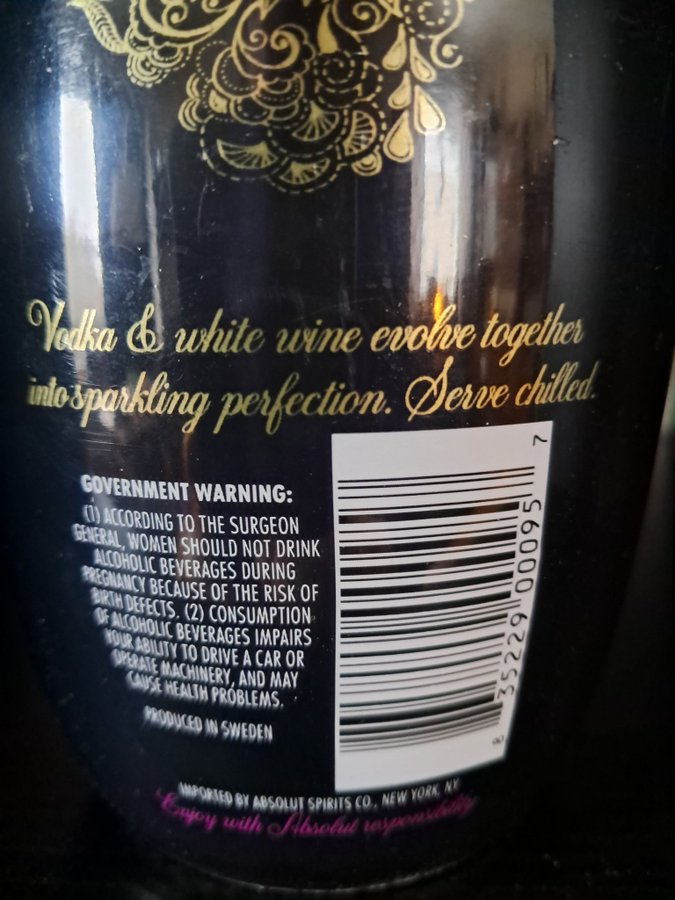 Vodka & white wine evolve together
into sparkling perfection. Serve chilled.
GOVERNMENT WARNING:
(1) ACCORDING TO THE SURGEON
GENERAL, WOMEN SHOULD NOT DRINK
ALCOHOLIC BEVERAGES DURING
PREGNANCY BECAUSE OF THE RISK OF
BIRTH DEFECTS. (2) CONSUMPTION
OF ALCOHOLIC BEVERAGES IMPAIRS
YOUR ABILITY TO DRIVE A CAR OR
OPERATE MACHINERY, AND MAY
CAUSE HEALTH PROBLEMS.
PRODUCED IN SWEDEN
8 35229 00095 7
IMPORTED BY ABSOLUT SPIRITS CO., NEW YORK, NY
Enjoy with Absolut responsibility